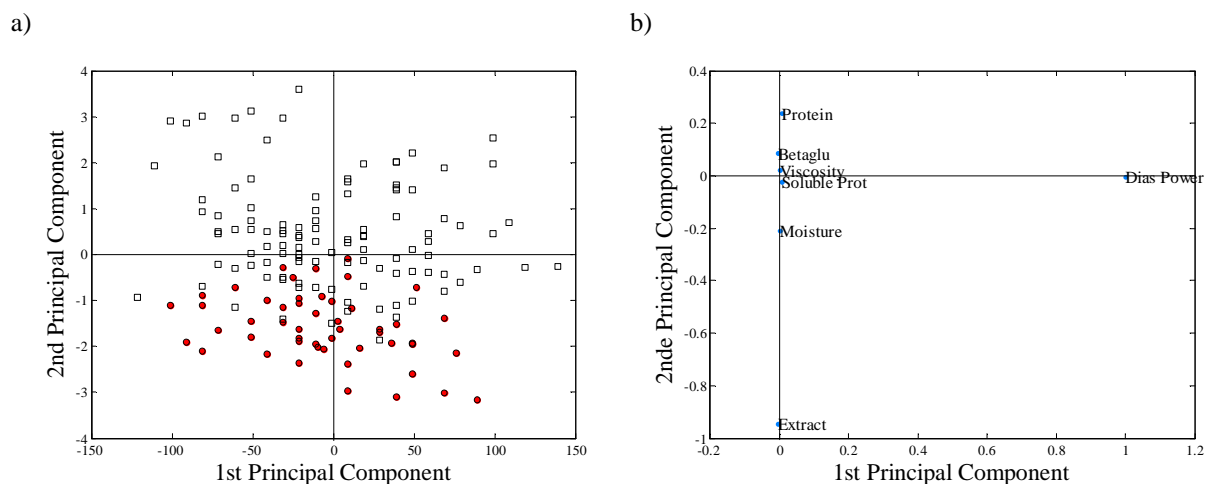 a)
4
3
2
1
0
-1
-2
-3
-4
-150
-100
-50
0
50
100
150
2nd Principal Component
1st Principal Component
b)
0.4
0.2
0
-0.2
-0.4
-0.6
-0.8
-1
-0.2
0
0.2
0.4
0.6
0.8
1
1.2
2nde Principal Component
1st Principal Component
Protein
Betaglu
Viscosity
Soluble Prot
Dias Power
Moisture
Extract